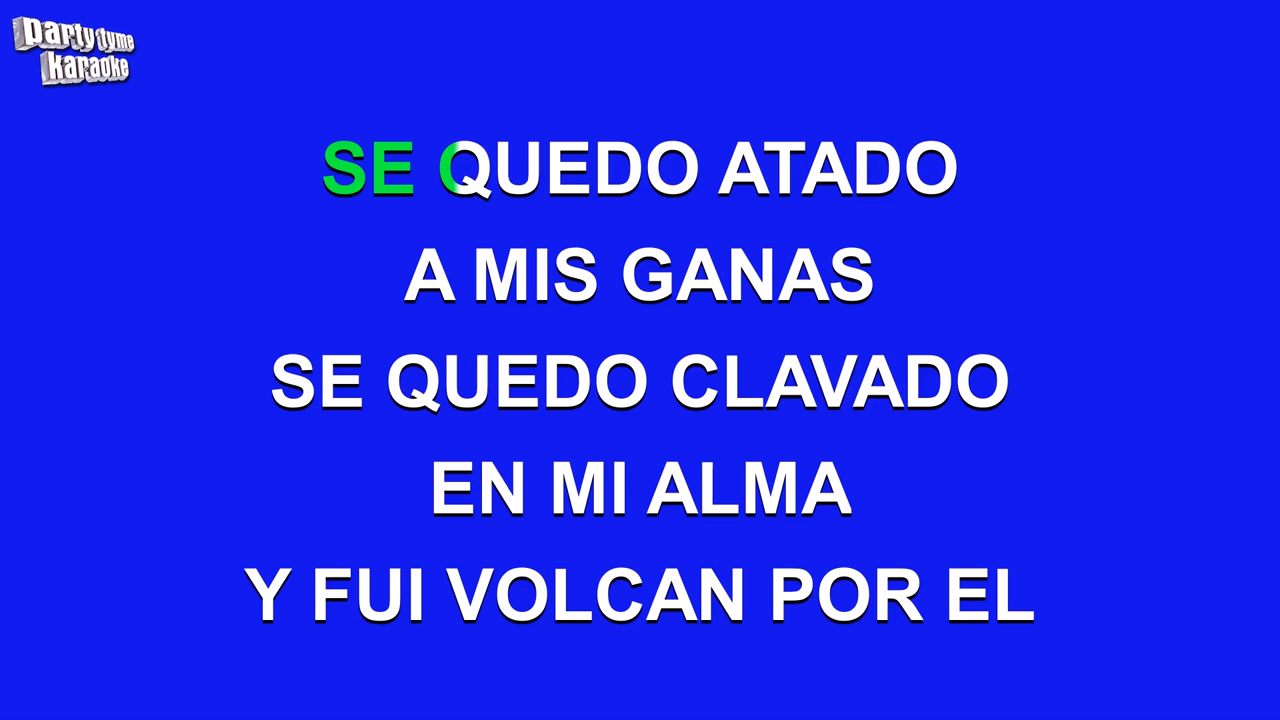 party tyme
karaoke
SE QUEDO ATADO
A MIS GANAS
SE QUEDO CLAVADO
EN MI ALMA
Y FUI VOLCAN POR EL